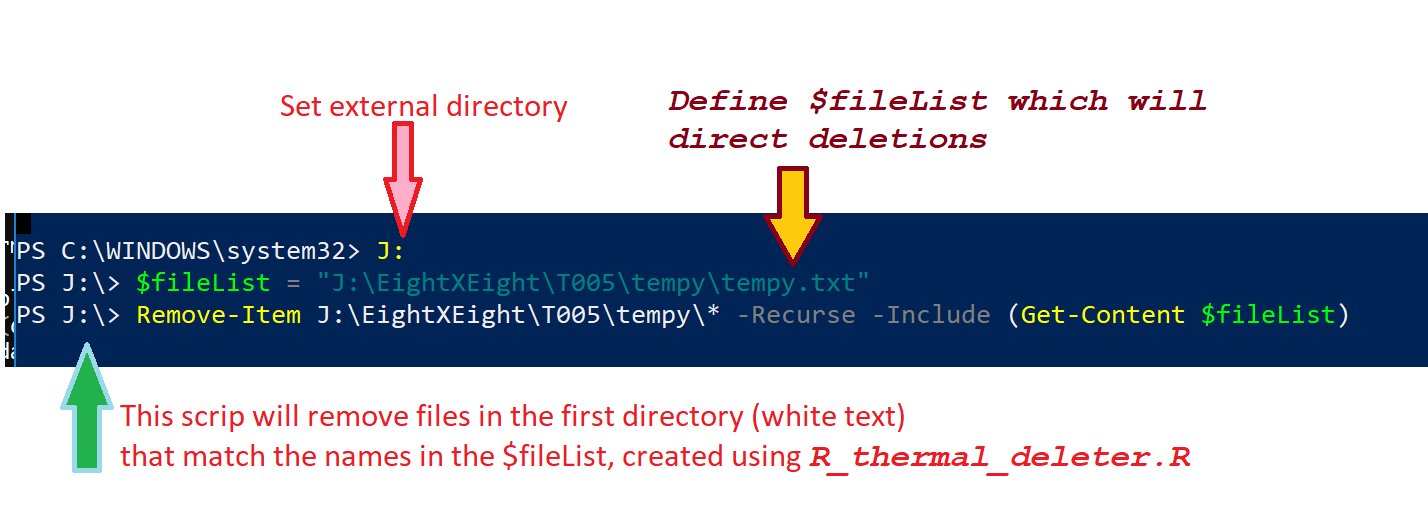 Set external directory
Define $fileList which will
direct deletions
PS C:\WINDOWS\system32> J:
PS J:\> $fileList = "J:\EightXEight\T005\tempy\tempy.txt"
PS J:\> Remove-Item J:\EightXEight\T005\tempy\* -Recurse -Include (Get-Content $fileList)
This scrip will remove files in the first directory (white text)
that match the names in the $fileList, created using R_thermal_deleter.R